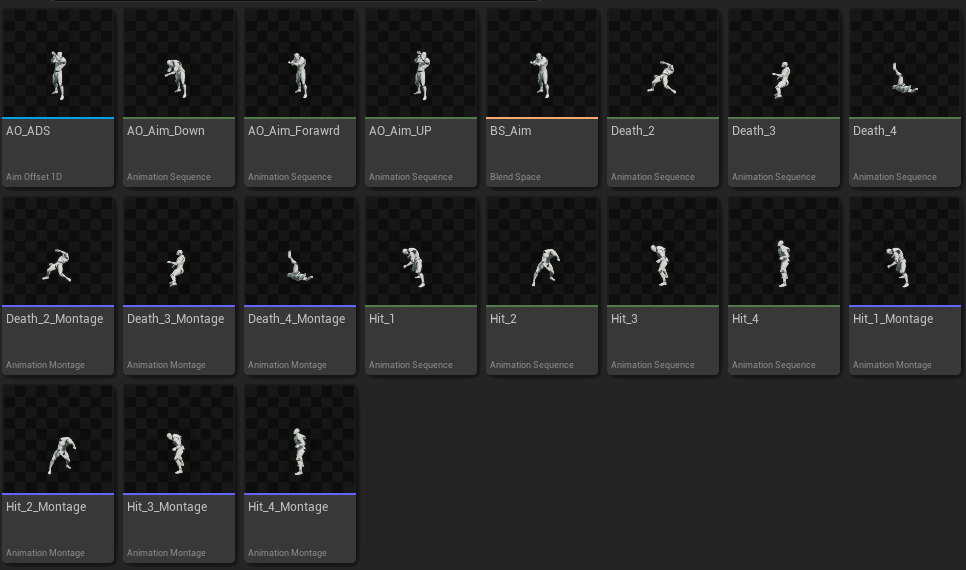 AO_ADS
Aim Offset 1D
AO_Aim_Down
Animation Sequence
AO_Aim_Forawrd
Animation Sequence
AO_Aim_UP
Animation Sequence
BS_Aim
Blend Space
Death_2
Animation Sequence
Death_3
Animation Sequence
Death_4
Animation Sequence
Death_2_Montage
Animation Montage
Death_3_Montage
Animation Montage
Death_4_Montage
Animation Montage
Hit_1
Animation Sequence
Hit_2
Animation Sequence
Hit_3
Animation Sequence
Hit_4
Animation Sequence
Hit_1_Montage
Animation Montage
Hit_2_Montage
Animation Montage
Hit_3_Montage
Animation Montage
Hit_4_Montage
Animation Montage